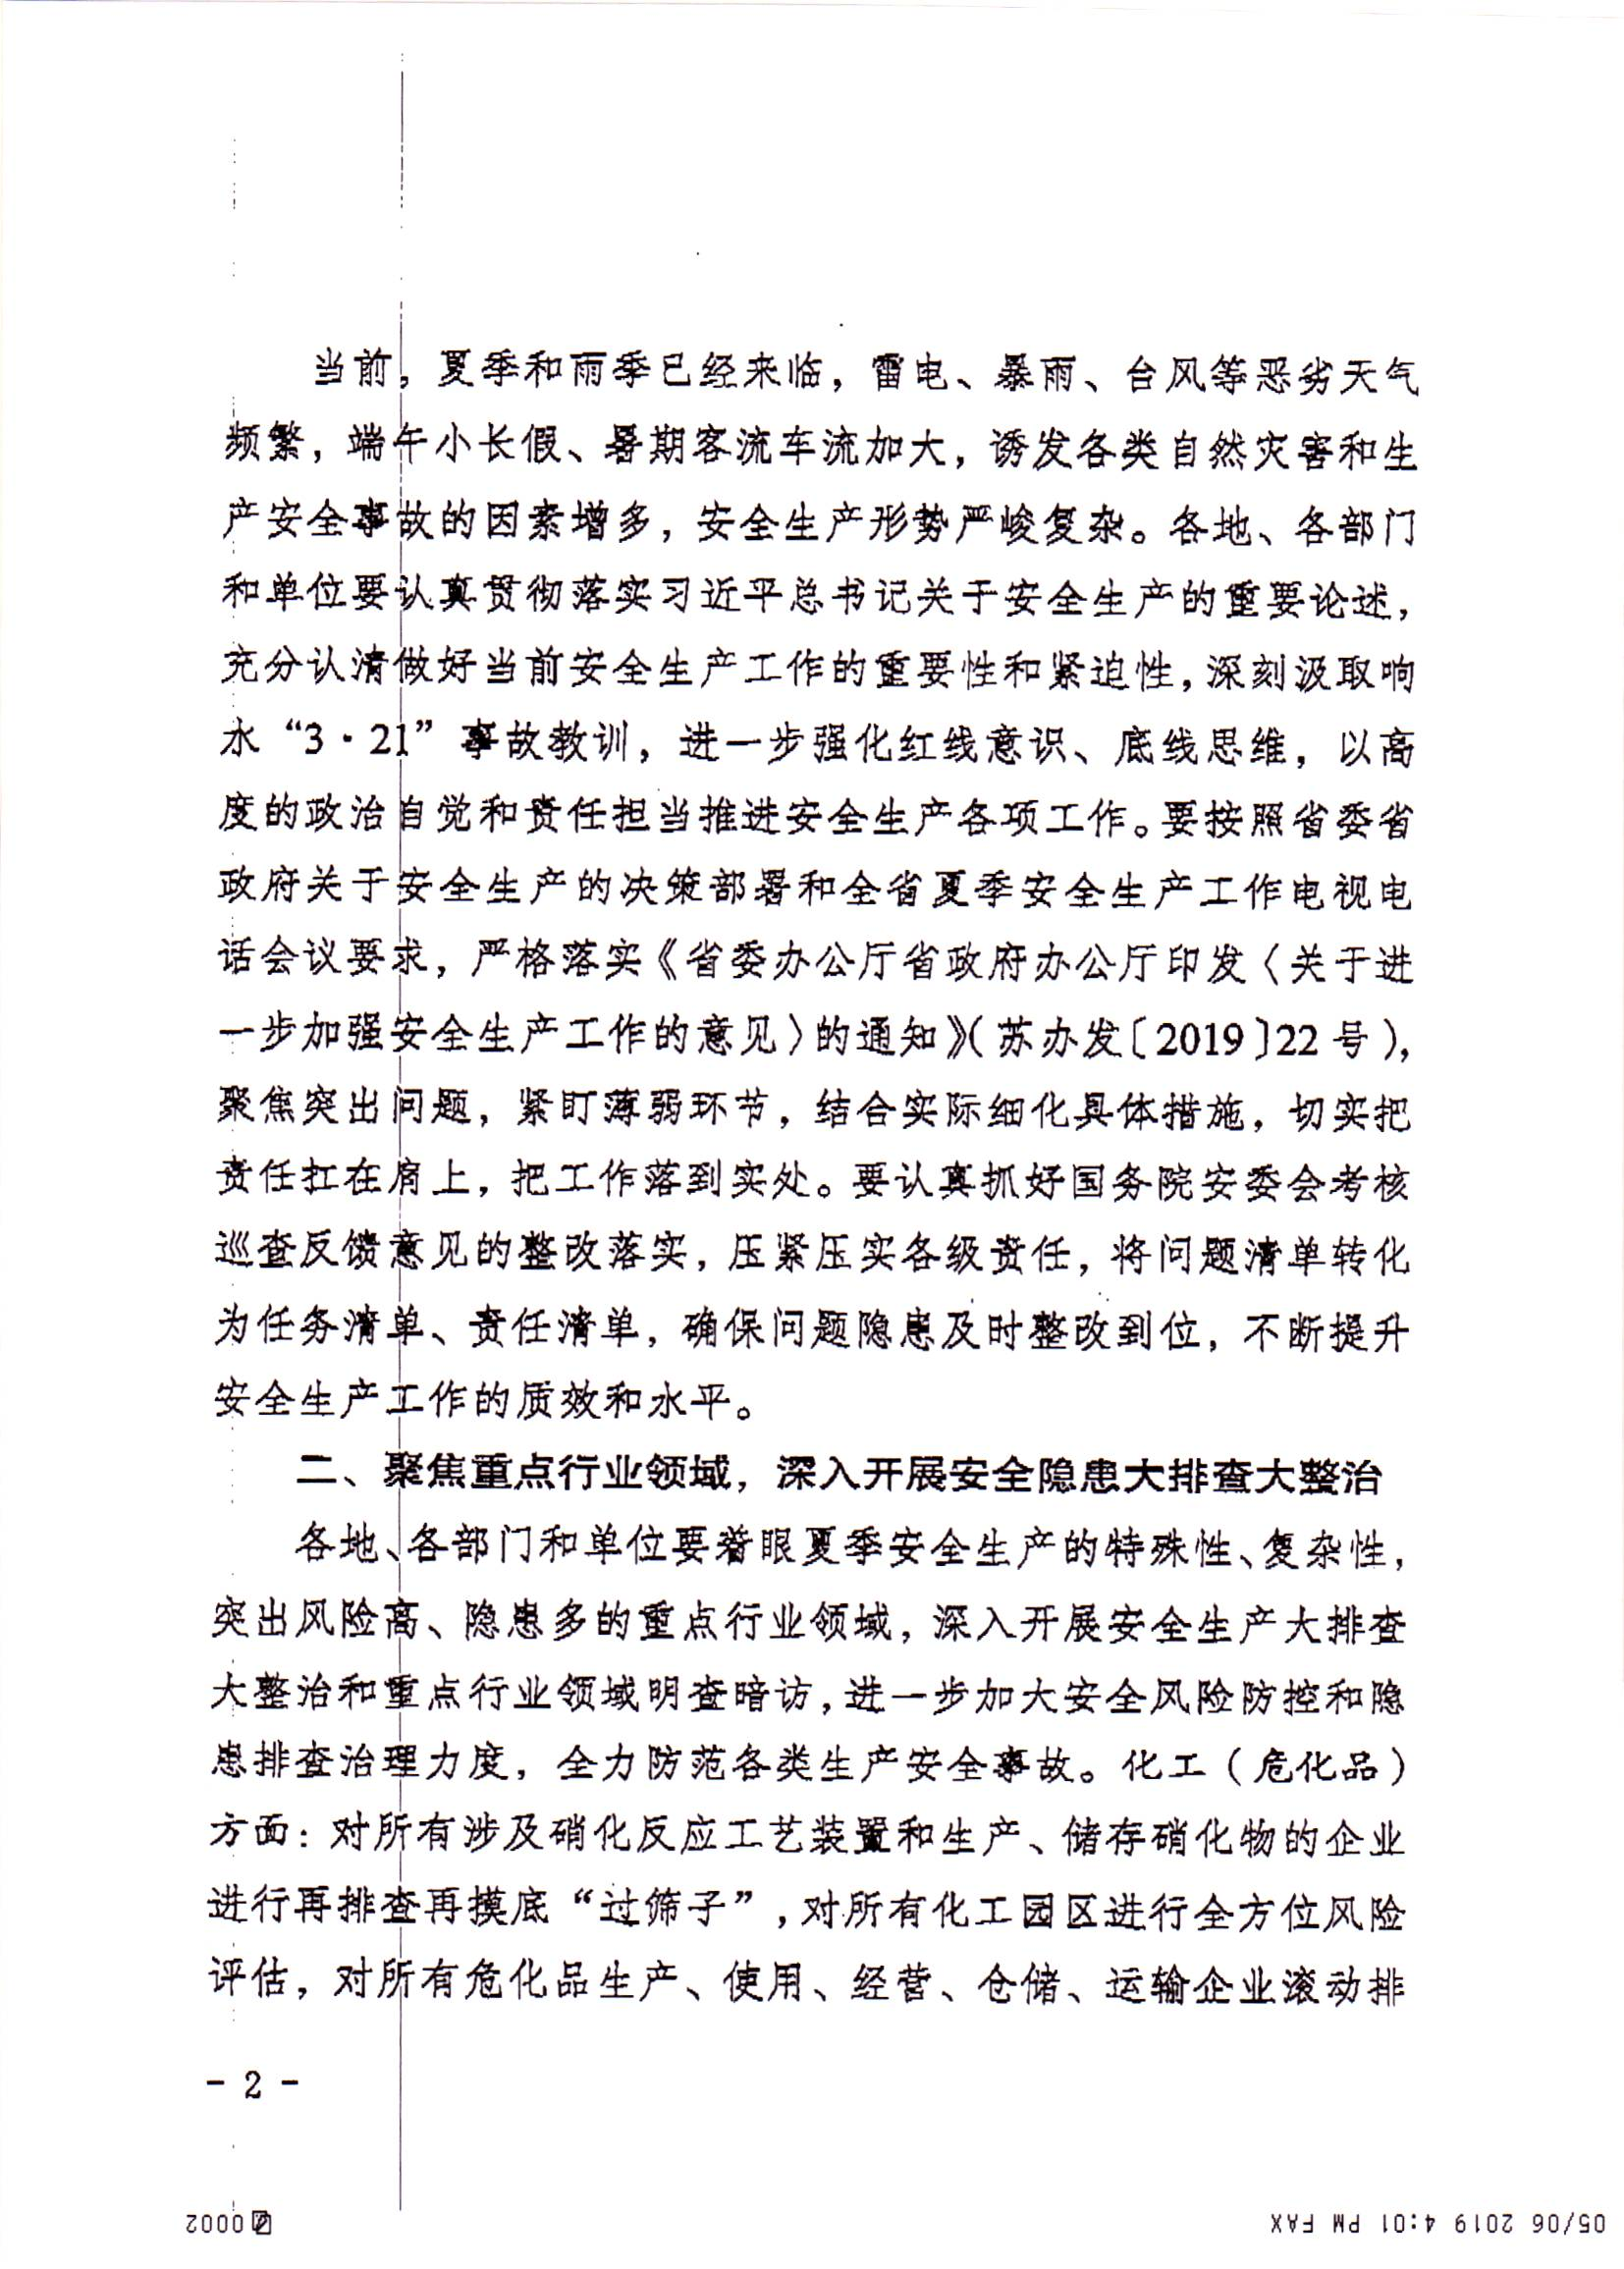 当前，夏季和雨季已经来临，雷电、暴雨、台风等恶劣天气
频繁，端午小长假、暑期客流车流加大，诱发各类自然灾害和生
产安全事故的因素增多，安全生产形势严峻复杂。各地、各部门
和单位要认真贯彻落实习近平总书记关于安全生产的重要论述，
充分认清做好当前安全生产工作的重要性和紧迫性，深刻汲取响
水“3·21”事故教训，进一步强化红线意识、底线思维，以高
度的政治自觉和责任担当推进安全生产各项工作。要按照省委省
政府关于安全生产的决策部署和全省夏季安全生产工作电视电
话会议要求，严格落实《省委办公厅省政府办公厅印发〈关于进
一步加强安全生产工作的意见〉的通知》（苏办发〔2019〕22号），
聚焦突出问题，紧盯薄弱环节，结合实际细化具体措施，切实把
责任扛在肩上，把工作落到实处。要认真抓好国务院安委会考核
巡查反馈意见的整改落实，压紧压实各级责任，将问题清单转化
为任务清单、责任清单，确保问题隐患及时整改到位，不断提升
安全生产工作的质效和水平。
二、聚焦重点行业领域，深入开展安全隐患大排查大整治
各地、各部门和单位要着眼夏季安全生产的特殊性、复杂性，
突出风险高、隐患多的重点行业领域，深入开展安全生产大排查
大整治和重点行业领域明查暗访，进一步加大安全风险防控和隐
患排查治理力度，全力防范各类生产安全事故。化工（危化品）
方面：对所有涉及硝化反应工艺装置和生产、储存硝化物的企业
进行再排查再摸底“过筛子”，对所有化工园区进行全方位风险
评估，对所有危化品生产、使用、经营、仓储、运输企业滚动排
- 2 -
05/06 2019 4:01 PM FAX
0002